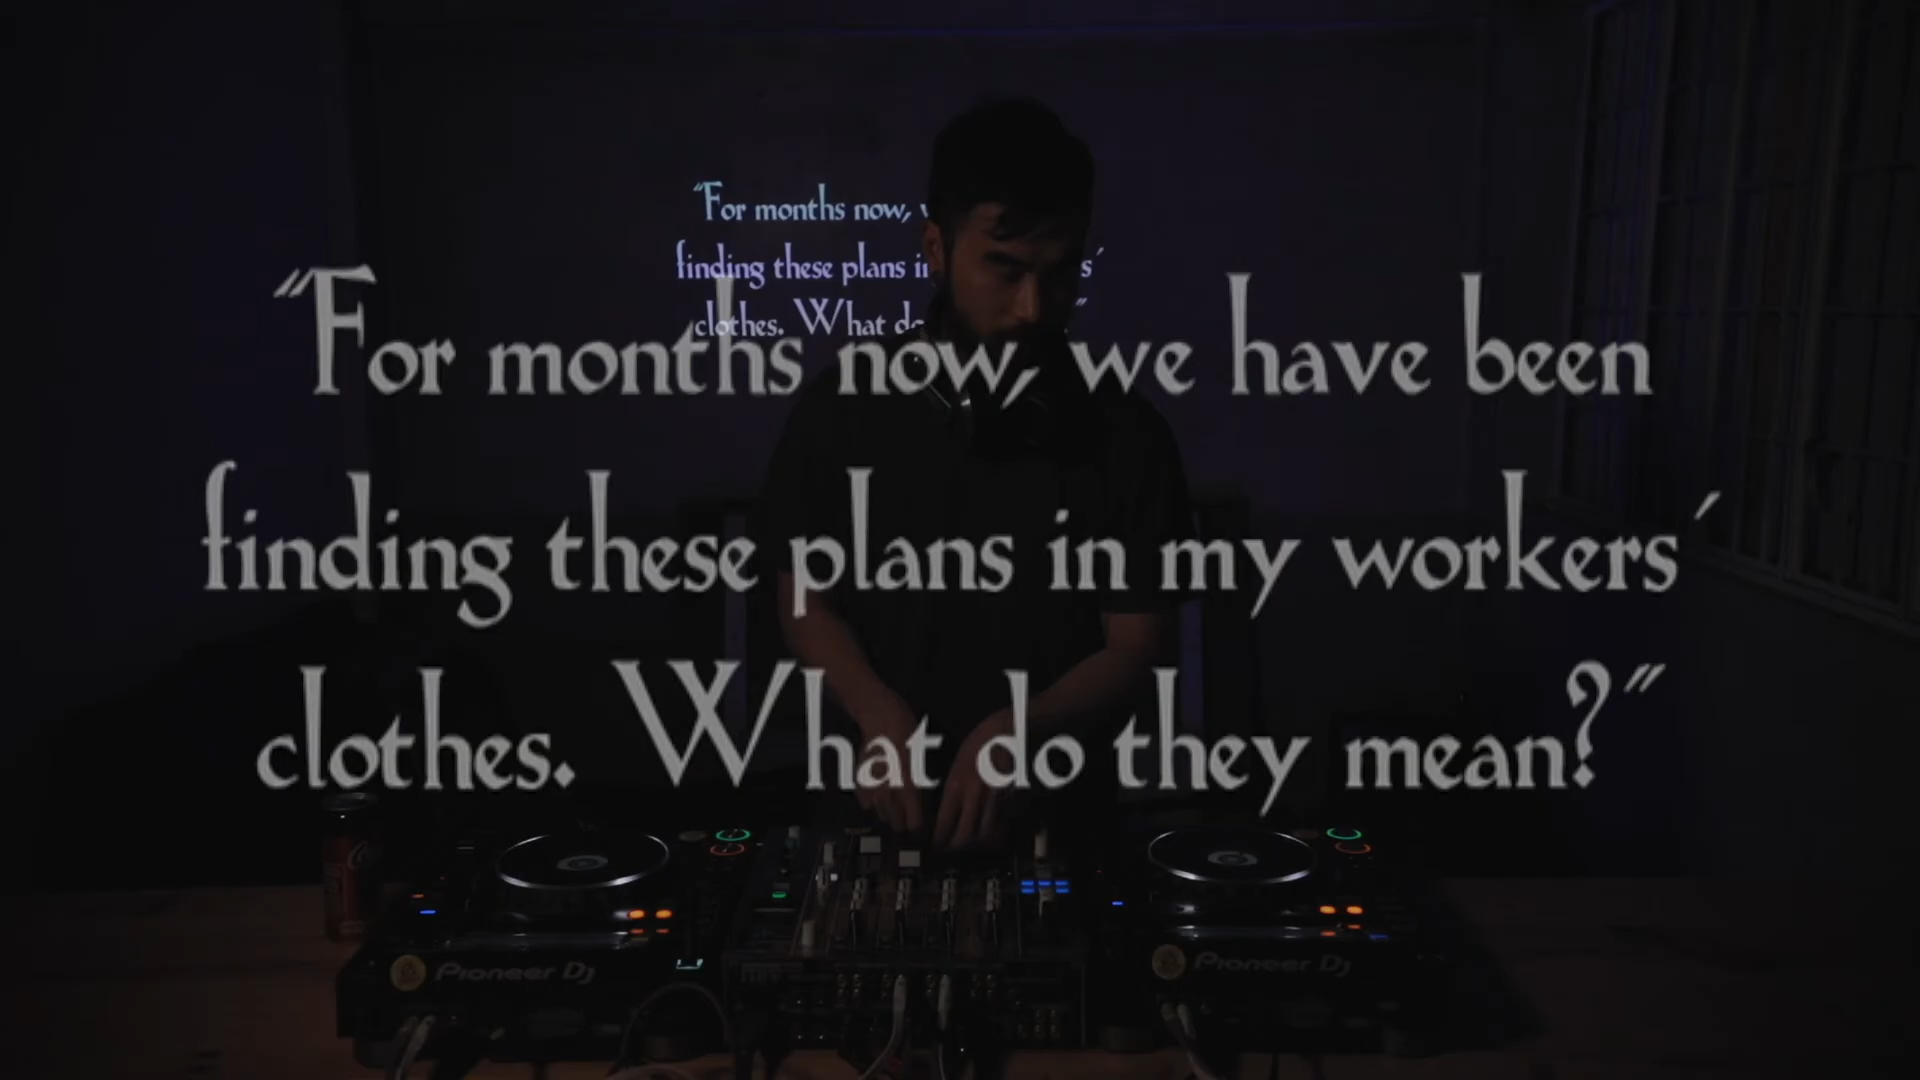 “For months now, w
finding these plans in s´
clothes. What do ”
“For months now, we have been
finding these plans in my workers´
clothes. What do they mean?”
Pioneer Dj
Pioneer Dj